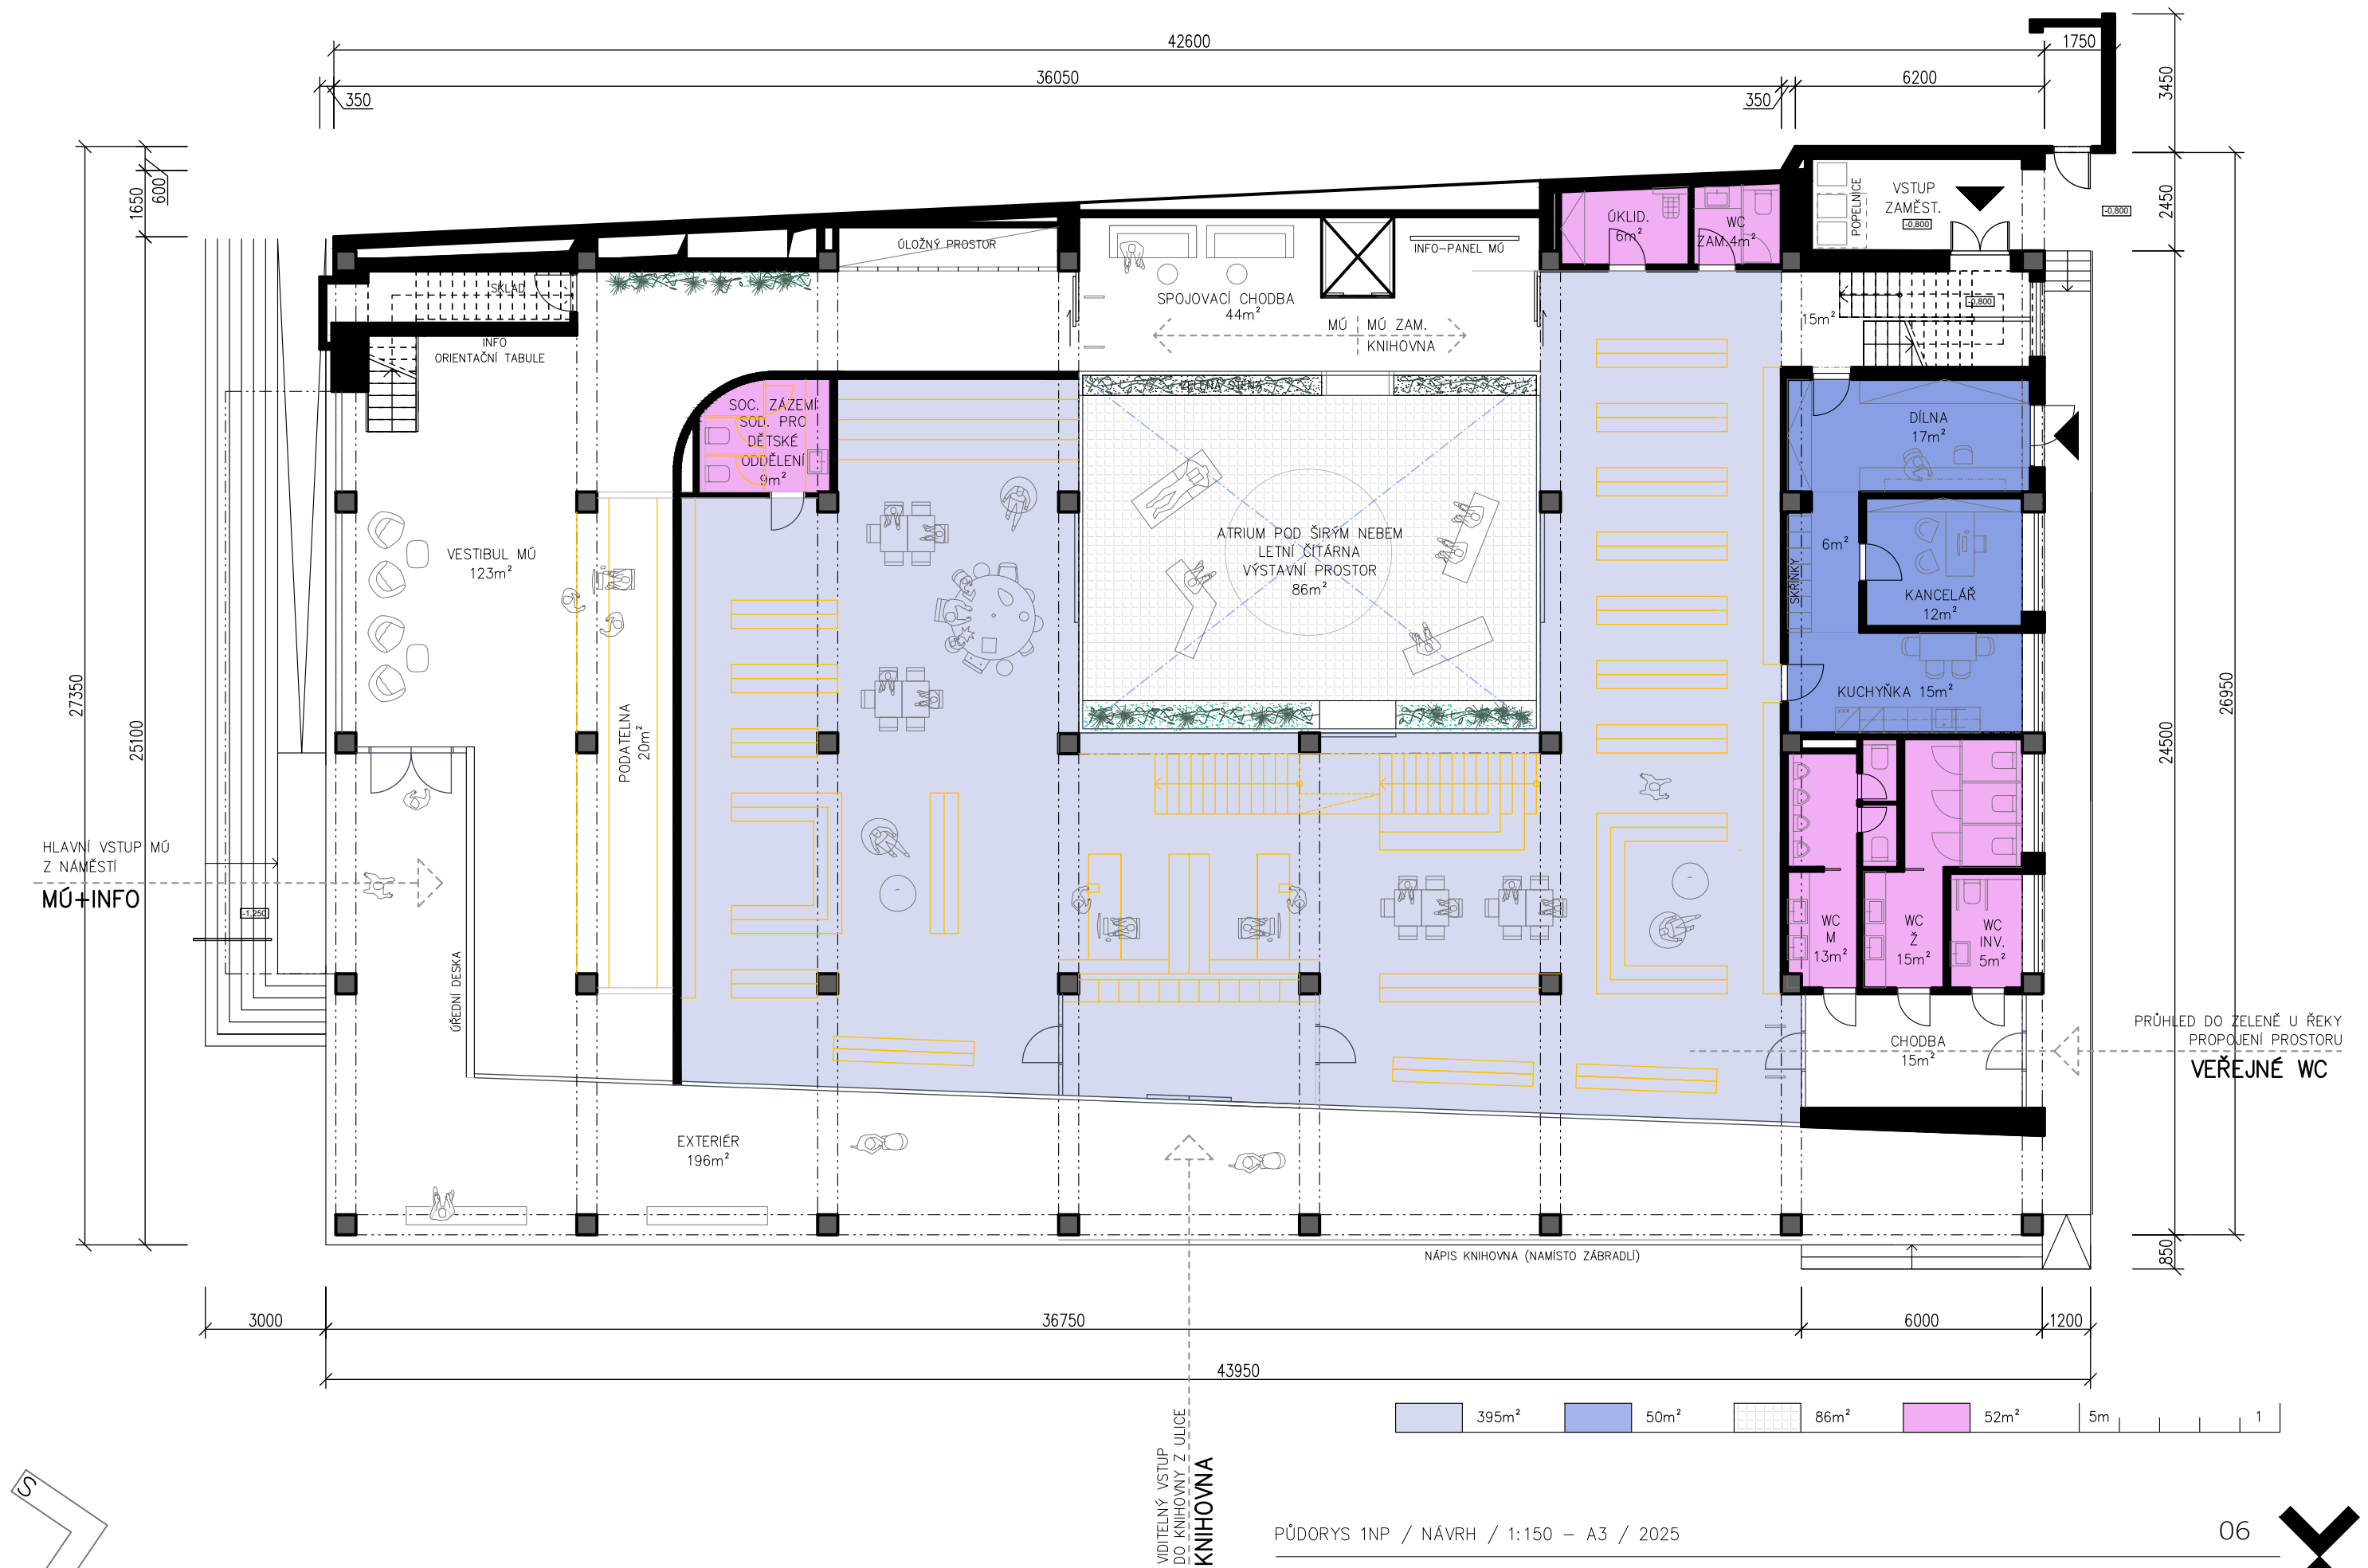 42600
1750
36050
6200
350
350
3450
1650
600
2450
27350
25100
26950
24500
850
ÚLOŽNÝ PROSTOR
INFO-PANEL MÚ
ÚKLID.
6m²
WC
ZAM.4m²
POPELNICE
VSTUP
ZAMĚST.
-0,800
-0,800
-0,800
SKLAD
INFO
ORIENTAČNÍ TABULE
SPOJOVACÍ CHODBA
44m²
MÚ
MÚ ZAM.
KNIHOVNA
15m²
ZELENÁ STĚNA
SOC. ZÁZEMÍ
SOD. PRO
DĚTSKÉ
ODDĚLENÍ
9m²
DÍLNA
17m²
VESTIBUL MÚ
123m²
ATRIUM POD ŠIRÝM NEBEM
LETNÍ ČÍTÁRNA
VÝSTAVNÍ PROSTOR
86m²
6m²
SKŘÍŇKY
KANCELÁŘ
12m²
PODATELNA
20m²
KUCHYŇKA 15m²
HLAVNÍ VSTUP MÚ
Z NÁMĚSTÍ
MÚ+INFO
-1,250
ÚŘEDNÍ DESKA
WC
M
13m²
WC
Ž
15m²
WC
INV.
5m²
CHODBA
15m²
PRŮHLED DO ZELENĚ U ŘEKY
PROPOJENÍ PROSTORU
VEŘEJNÉ WC
EXTERIÉR
196m²
NÁPIS KNIHOVNA (NAMÍSTO ZÁBRADLÍ)
3000
36750
6000
1200
43950
395m²
50m²
86m²
52m²
5m
1
VIDITELNÝ VSTUP
DO KNIHOVNY Z ULICE
KNIHOVNA
S
PŮDORYS 1NP / NÁVRH / 1:150 – A3 / 2025
06